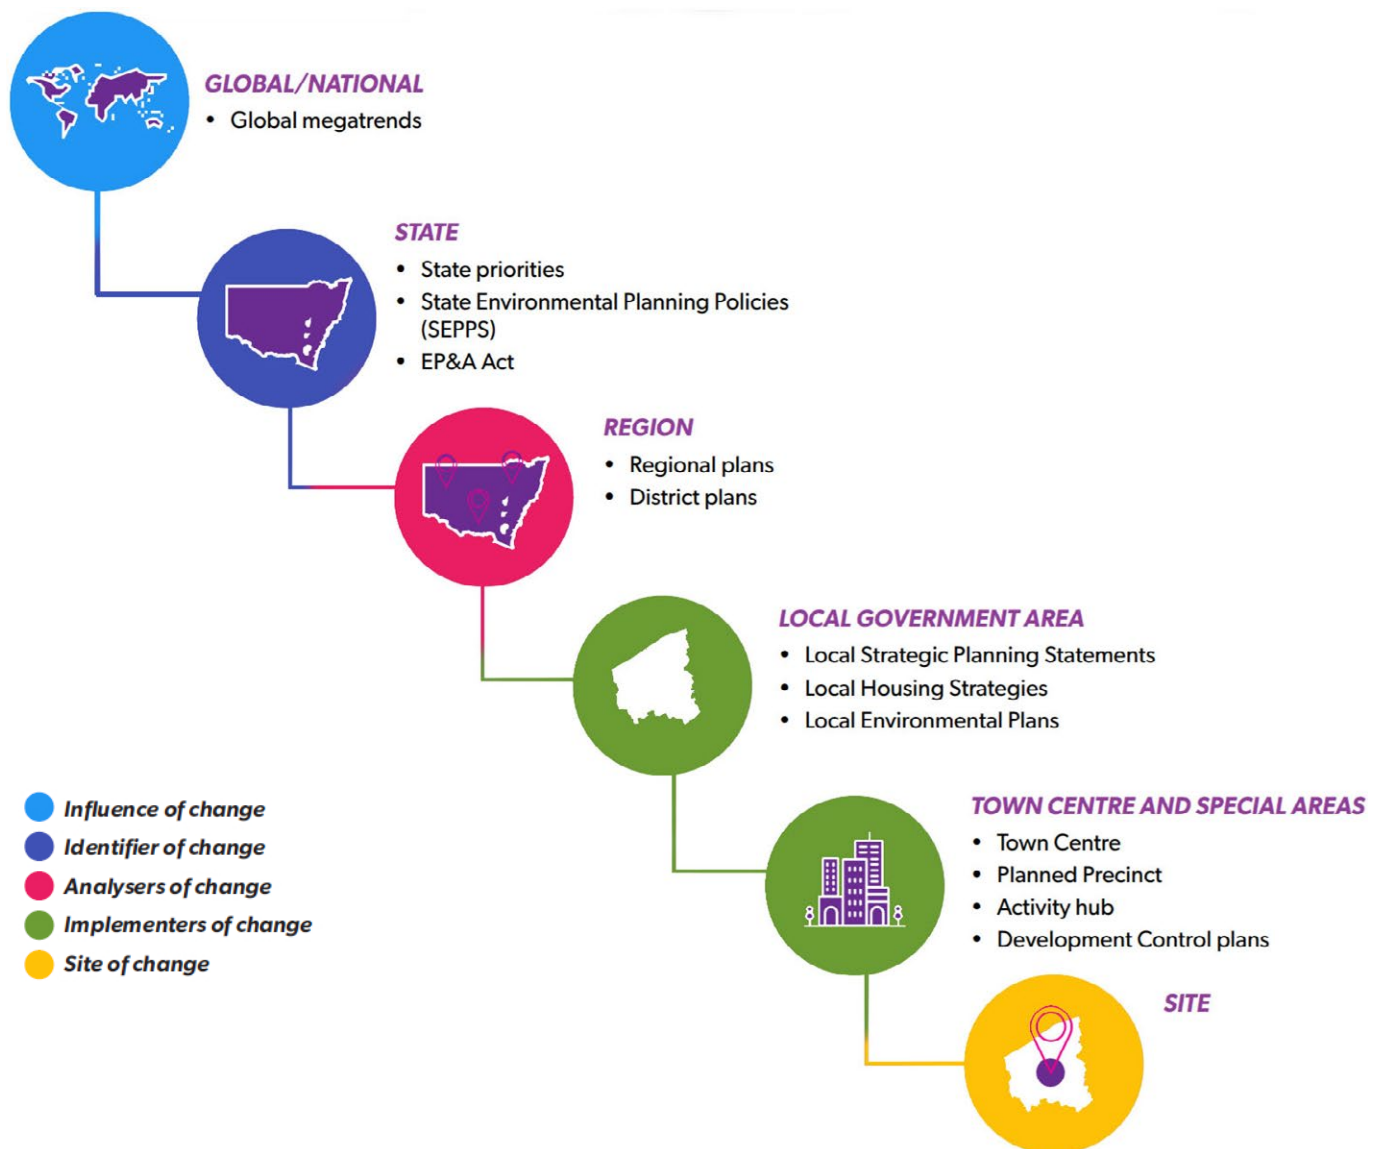 GLOBAL/NATIONAL
• Global megatrends
STATE
• State priorities
• State Environmental Planning Policies
(SEPPS)
• EP&A Act
REGION
• Regional plans
• District plans
LOCAL GOVERNMENT AREA
• Local Strategic Planning Statements
• Local Housing Strategies
• Local Environmental Plans
TOWN CENTRE AND SPECIAL AREAS
• Town Centre
• Planned Precinct
• Activity hub
• Development Control plans
SITE
Influence of change
Identifier of change
Analysers of change
Implementers of change
Site of change